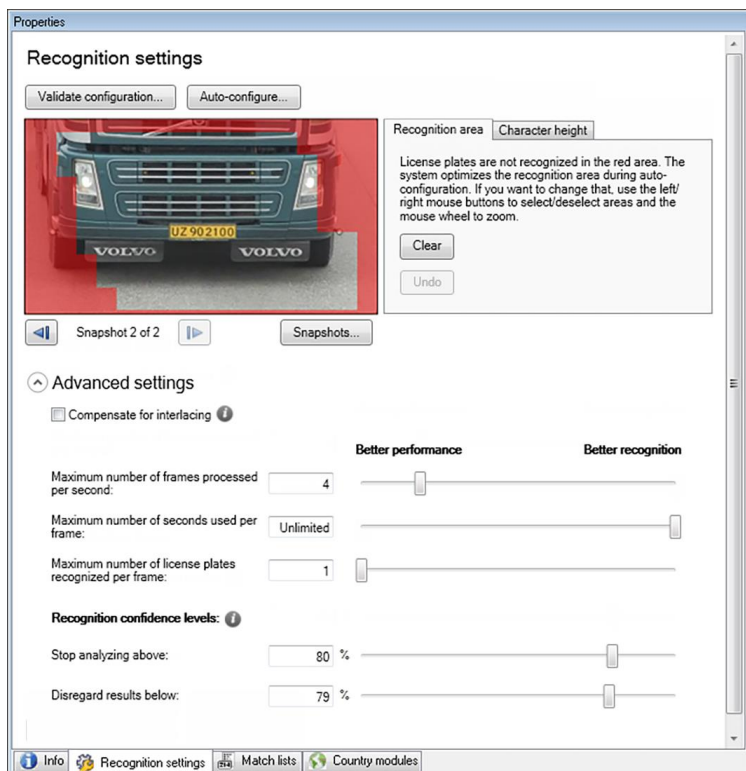 Properties
Recognition settings
Validate configuration...
Auto-configure...
Recognition area
Character height
License plates are not recognized in the red area. The
system optimizes the recognition area during auto-
configuration. If you want to change that, use the left/
right mouse buttons to select/deselect areas and the
mouse wheel to zoom.
Clear
Undo
UZ 902100
VOLVO
VOLVO
Snapshot 2 of 2
Snapshots...
Advanced settings
Compensate for interlacing
Better performance
Better recognition
Maximum number of frames processed
per second:
4
Maximum number of seconds used per
frame:
Unlimited
Maximum number of license plates
recognized per frame:
1
Recognition confidence levels:
Stop analyzing above:
80 %
Disregard results below:
79 %
Info
Recognition settings
Match lists
Country modules